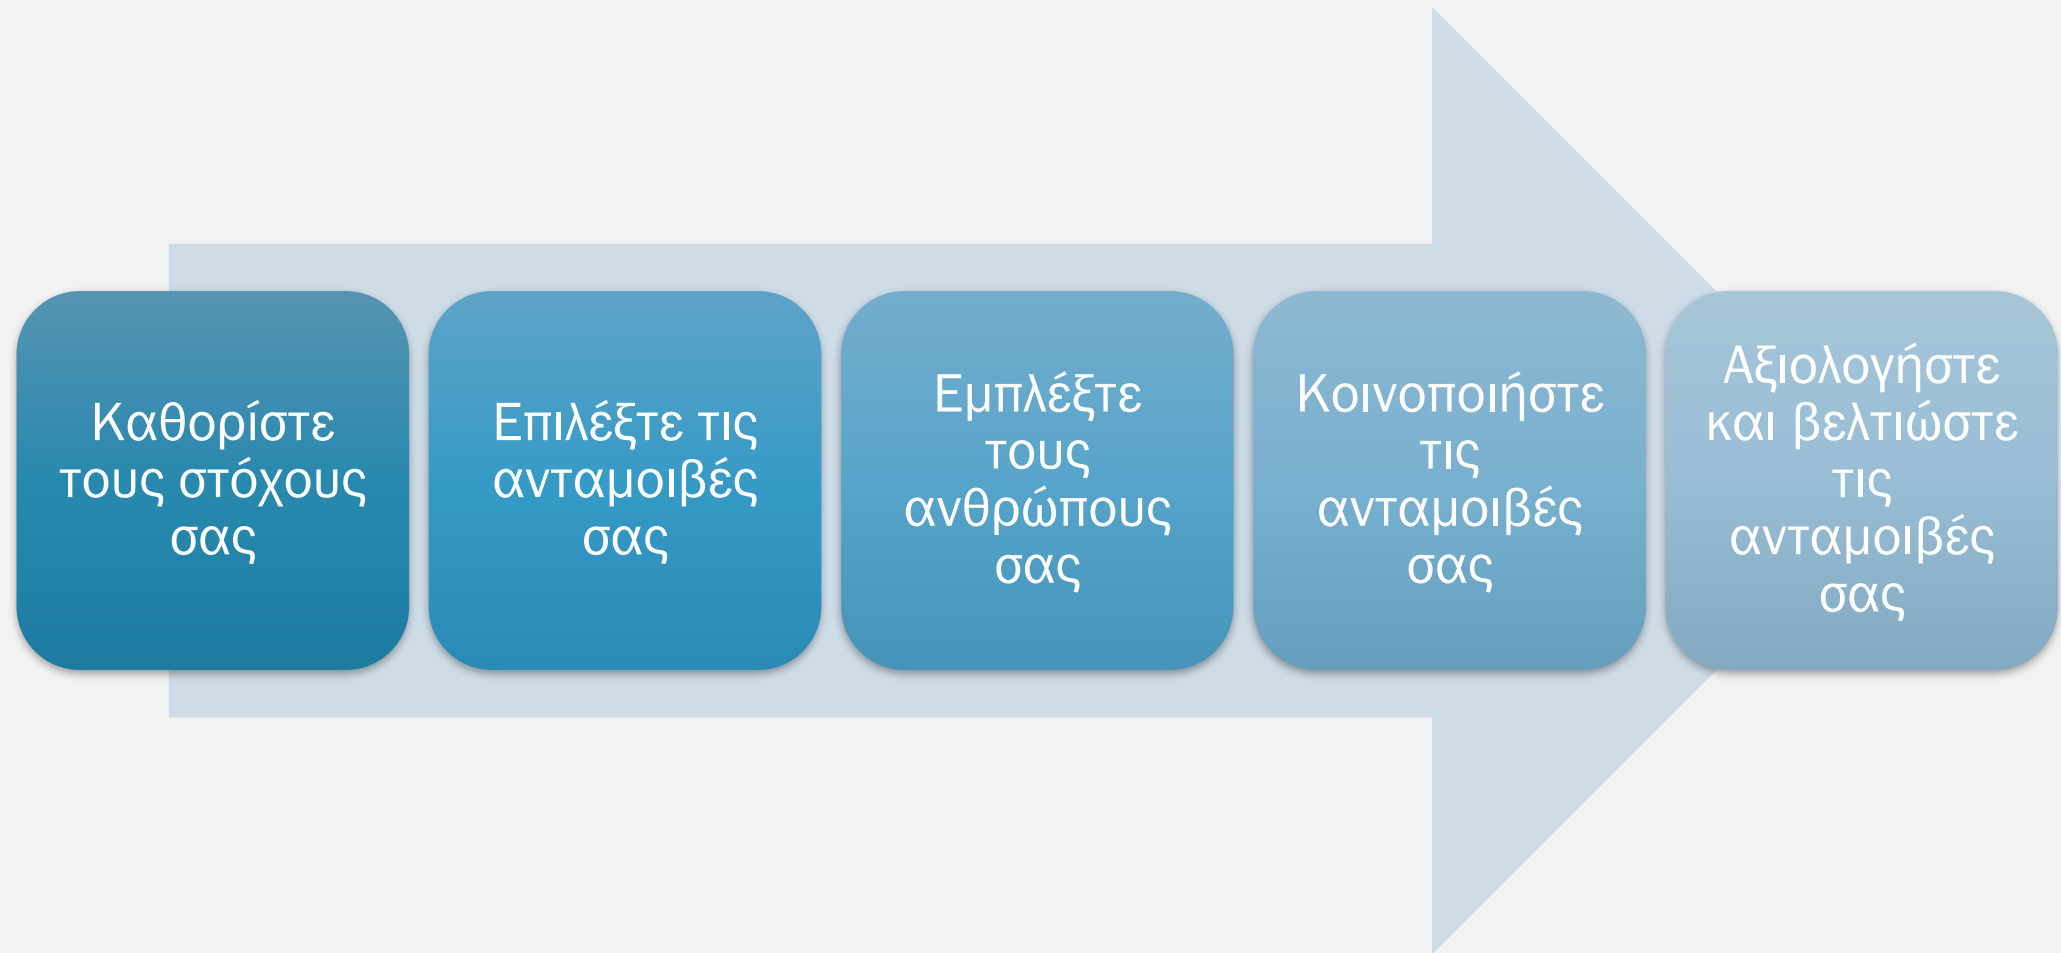 Καθορίστε
τους στόχους
σας
Επιλέξτε τις
ανταμοιβές
σας
Εμπλέξτε
τους
ανθρώπους
σας
Κοινοποιήστε
τις
ανταμοιβές
σας
Αξιολογήστε
και βελτιώστε
τις
ανταμοιβές
σας